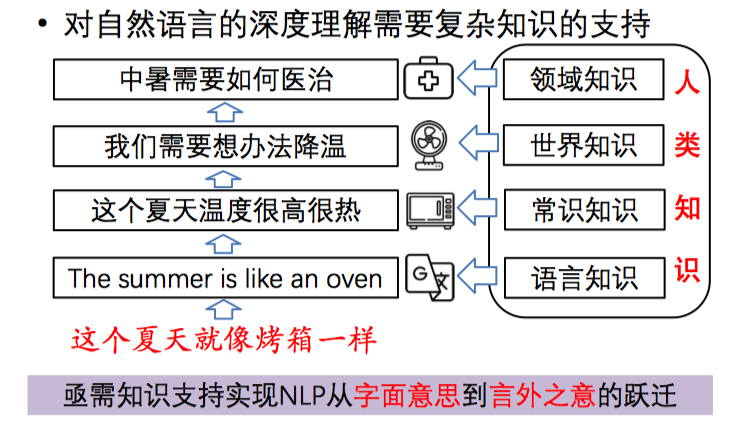 • 对自然语言的深度理解需要复杂知识的支持
中暑需要如何医治
领域知识
我们需要想办法降温
世界知识
这个夏天温度很高很热
常识知识
The summer is like an oven
G 文
语言知识
人类知识
这个夏天就像烤箱一样
亟需知识支持实现NLP从字面意思到言外之意的跃迁